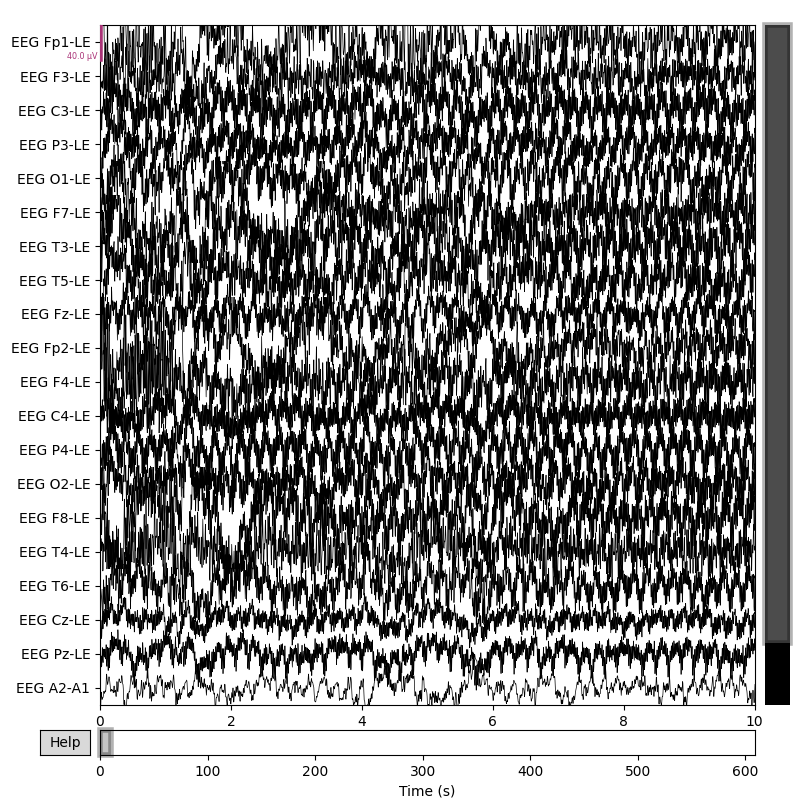 EEG Fp1-LE
40.0 µV
EEG F3-LE
EEG C3-LE
EEG P3-LE
EEG O1-LE
EEG F7-LE
EEG T3-LE
EEG T5-LE
EEG Fz-LE
EEG Fp2-LE
EEG F4-LE
EEG C4-LE
EEG P4-LE
EEG O2-LE
EEG F8-LE
EEG T4-LE
EEG T6-LE
EEG Cz-LE
EEG Pz-LE
EEG A2-A1
0 2 4 6 8 10
Help
0 100 200 300 400 500 600
Time (s)